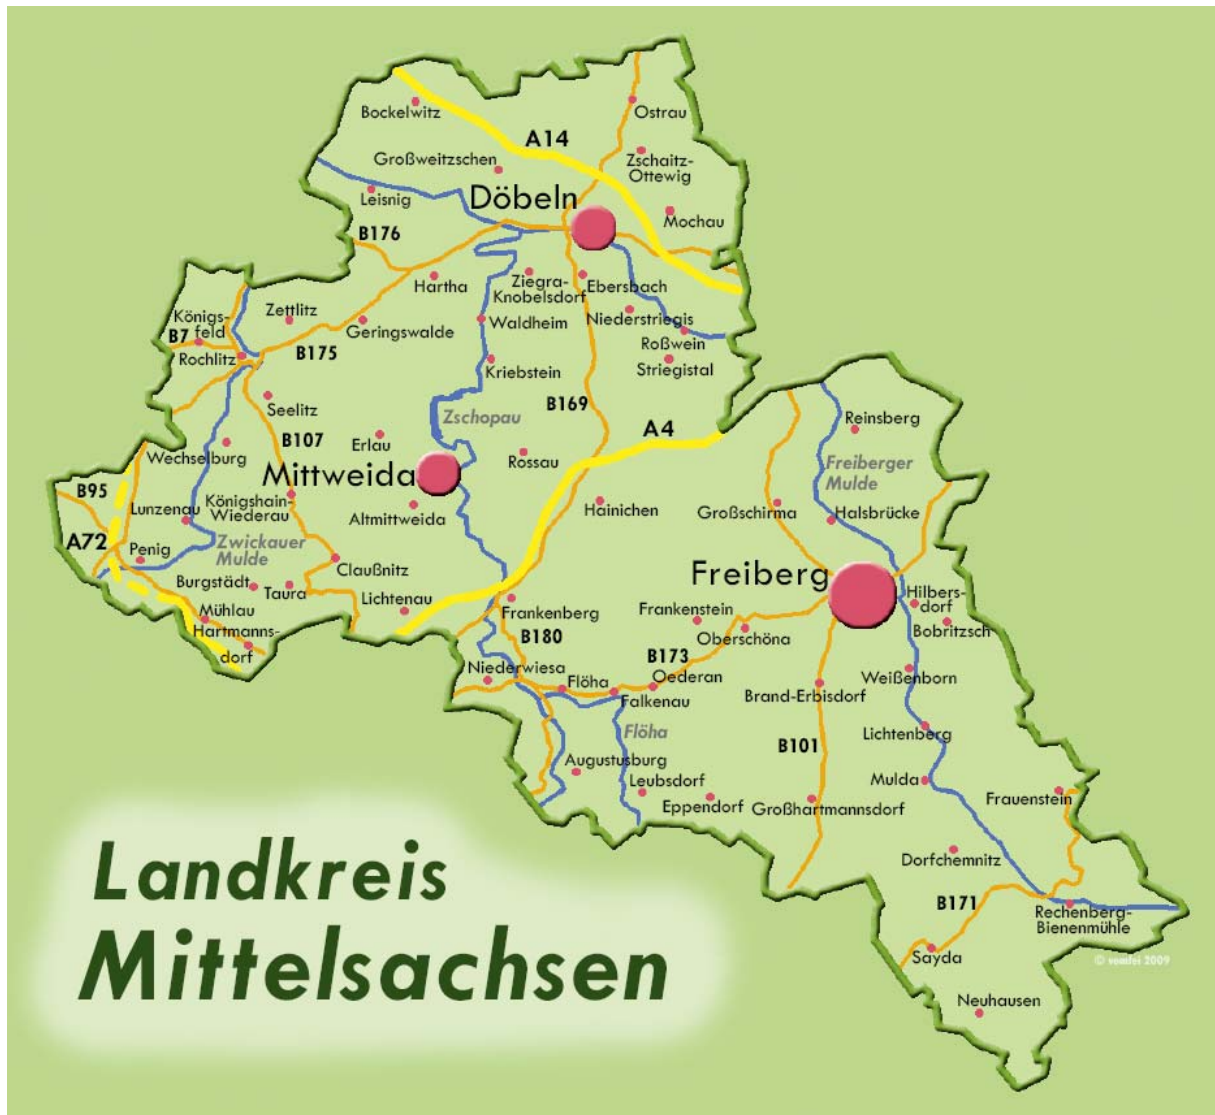 Bockelwitz
Ostrau
A14
Großweitzschen
Zschaitz-
Ottewig
Leisnig
Döbeln
Mochau
B176
Hartha
Ziegra-
Knobelsdorf
Ebersbach
Königs-
feld
Zettlitz
Geringswalde
Waldheim
Niederstriegis
B7
Rochlitz
B175
Roßwein
Kriebstein
Striegistal
Seelitz
Zschopau
B169
A4
Reinsberg
B107
Erlau
Wechselburg
Mittweida
Rossau
Freiberger
Mulde
B95
Lunzenau
Königshain-
Wiederau
Altmittweida
Hainichen
Großschirma
Halsbrücke
A72
Penig
Zwickauer
Mulde
Claußnitz
Freiberg
Burgstädt
Taura
Lichtenau
Frankenberg
Frankenstein
Hilbers-
dorf
Mühlau
Hartmanns-
dorf
B180
Oberschöna
Bobritzsch
B173
Niederwiesa
Flöha
Oederan
Falkenau
Weißenborn
Brand-Erbisdorf
Flöha
B101
Lichtenberg
Augustusburg
Leubsdorf
Eppendorf
Großhartmannsdorf
Mulda
Frauenstein
Dorfchemnitz
B171
Rechenberg-
Bienenmühle
Sayda
© vomfei 2009
Neuhausen
Landkreis
Mittelsachsen